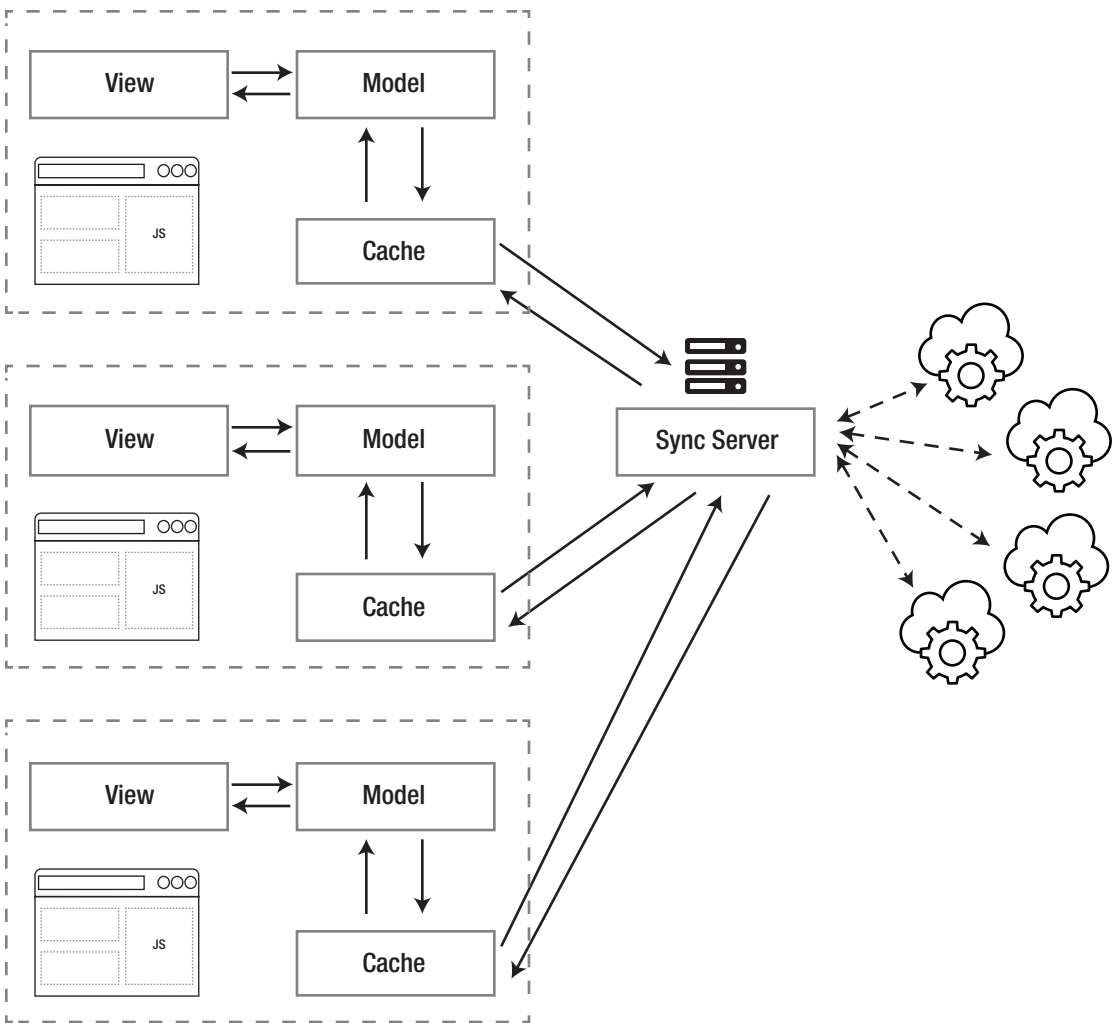 View
Model
JS
Cache
View
Model
Sync Server
JS
Cache
View
Model
JS
Cache